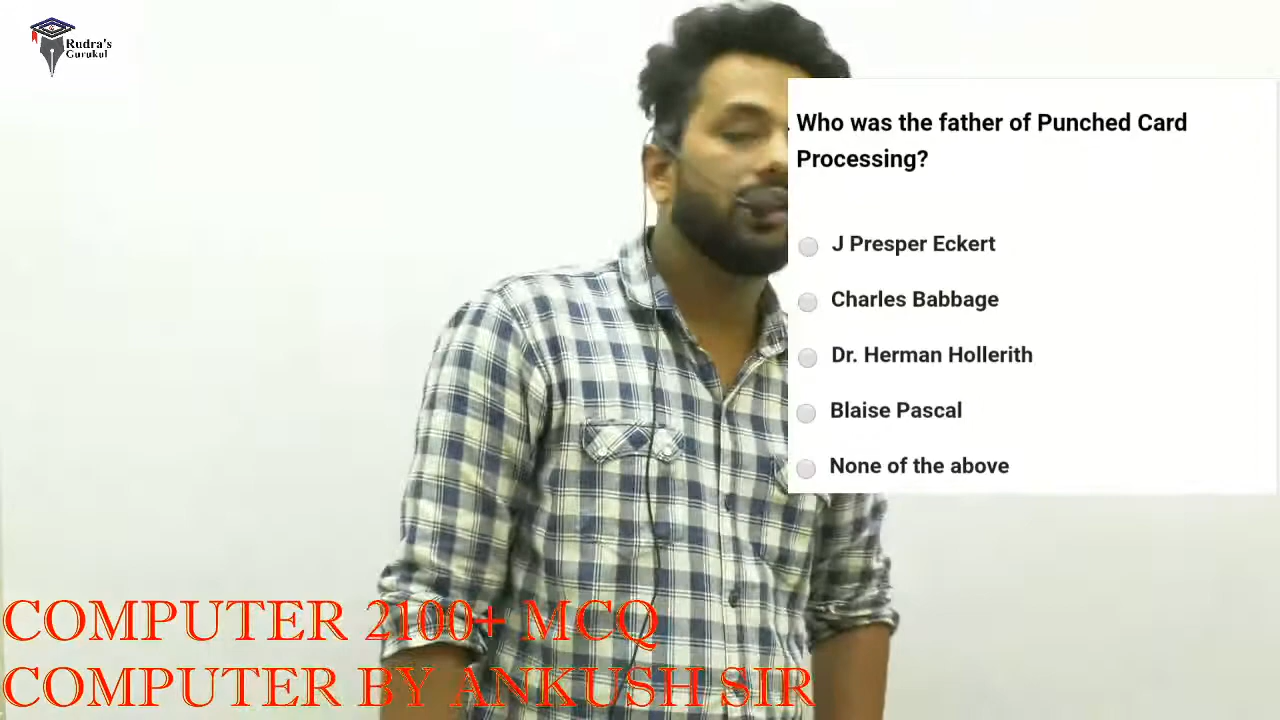 Rudra's
Gurukul
. Who was the father of Punched Card
Processing?
J Presper Eckert
Charles Babbage
Dr. Herman Hollerith
Blaise Pascal
None of the above
COMPUTER 2100+ MCQ
COMPUTER BY ANKUSH SIR